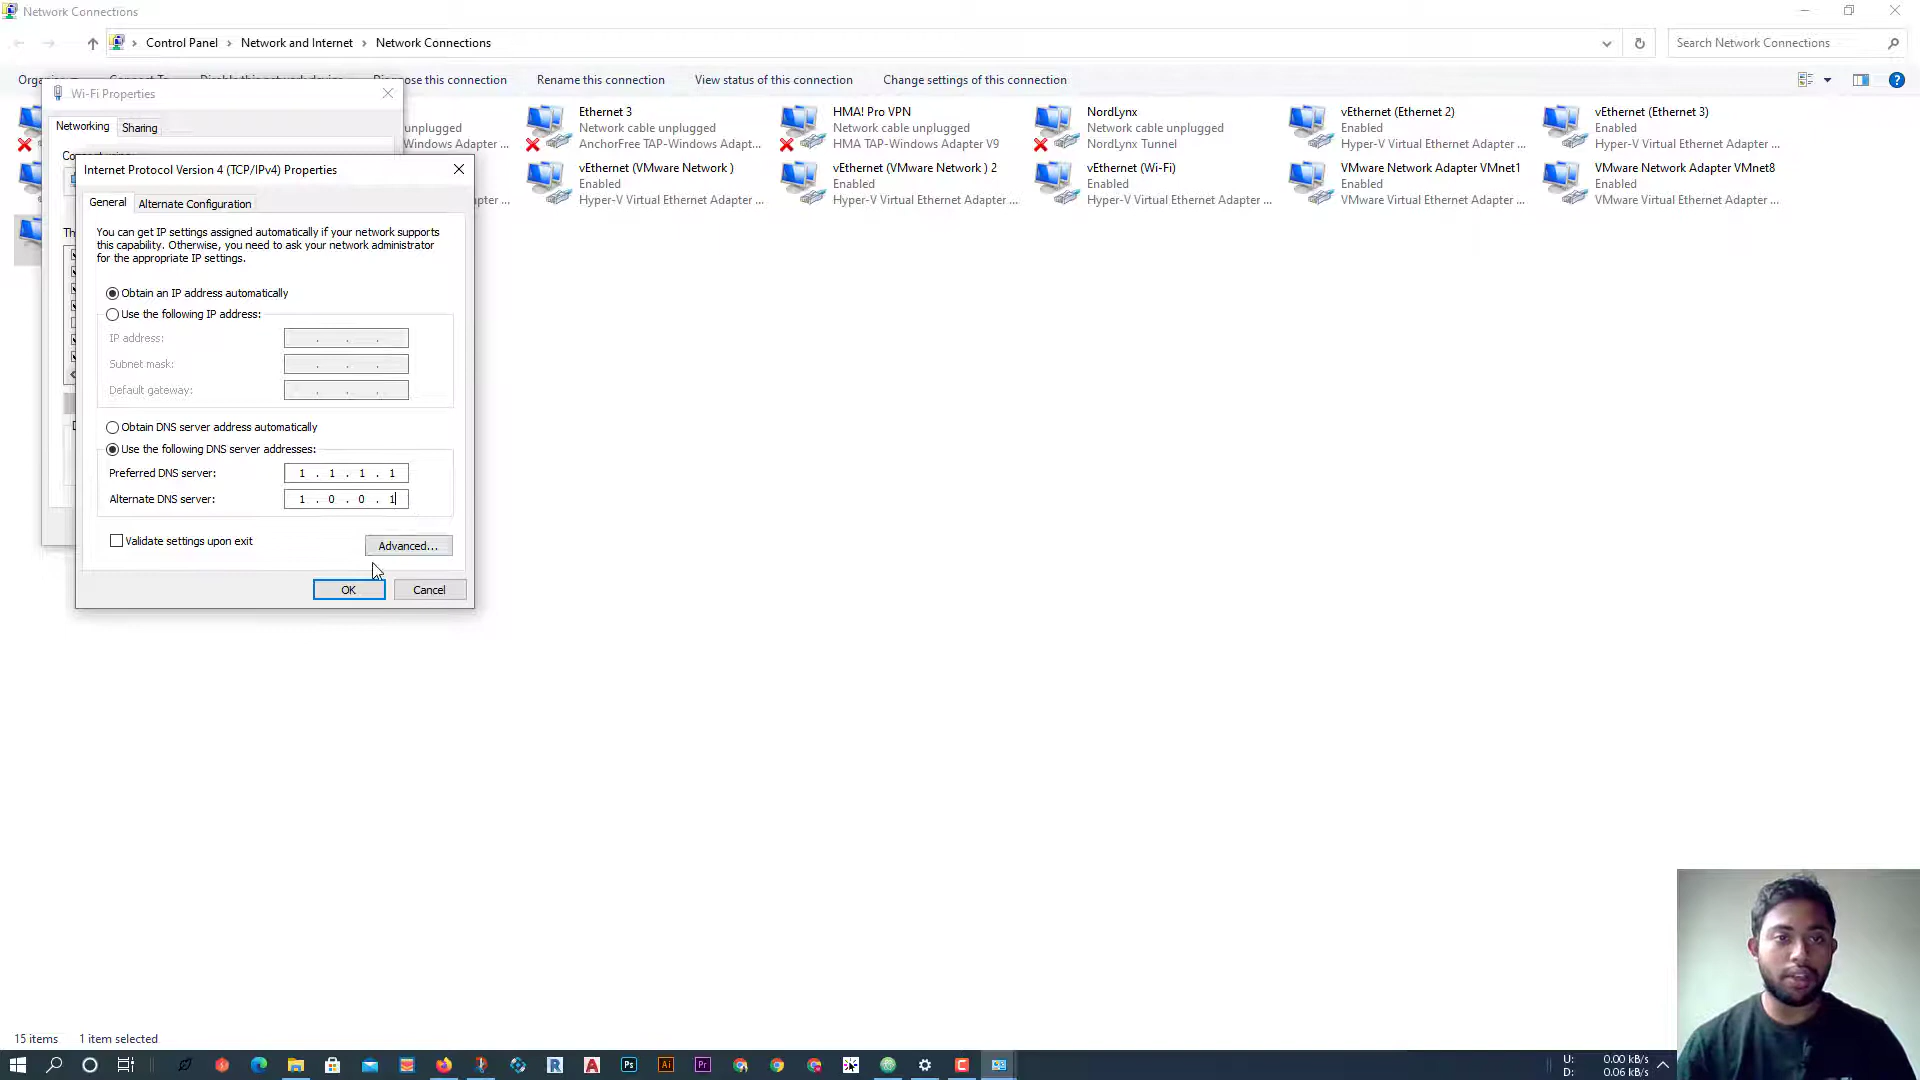 Network Connections
Control Panel > Network and Internet > Network Connections
Search Network Connections
Diagnose this connection Rename this connection View status of this connection Change settings of this connection
Wi-Fi Properties
Networking Sharing
unplugged
Windows Adapter ...
Ethernet 3
Network cable unplugged
AnchorFree TAP-Windows Adapt...
HMA! Pro VPN
Network cable unplugged
HMA TAP-Windows Adapter V9
NordLynx
Network cable unplugged
NordLynx Tunnel
vEthernet (Ethernet 2)
Enabled
Hyper-V Virtual Ethernet Adapter ...
vEthernet (Ethernet 3)
Enabled
Hyper-V Virtual Ethernet Adapter ...
vEthernet (VMware Network )
Enabled
Hyper-V Virtual Ethernet Adapter ...
vEthernet (VMware Network ) 2
Enabled
Hyper-V Virtual Ethernet Adapter ...
vEthernet (Wi-Fi)
Enabled
Hyper-V Virtual Ethernet Adapter ...
VMware Network Adapter VMnet1
Enabled
VMware Virtual Ethernet Adapter ...
VMware Network Adapter VMnet8
Enabled
VMware Virtual Ethernet Adapter ...
Internet Protocol Version 4 (TCP/IPv4) Properties
General Alternate Configuration
You can get IP settings assigned automatically if your network supports
this capability. Otherwise, you need to ask your network administrator
for the appropriate IP settings.
Obtain an IP address automatically
Use the following IP address:
IP address: . . .
Subnet mask: . . .
Default gateway: . . .
Obtain DNS server address automatically
Use the following DNS server addresses:
Preferred DNS server: 1 . 1 . 1 . 1
Alternate DNS server: 1 . 0 . 0 . 1
Validate settings upon exit
Advanced...
OK Cancel
15 items 1 item selected
R A Ps Ai Pr
U: 0.00 kB/s
D: 0.06 kB/s